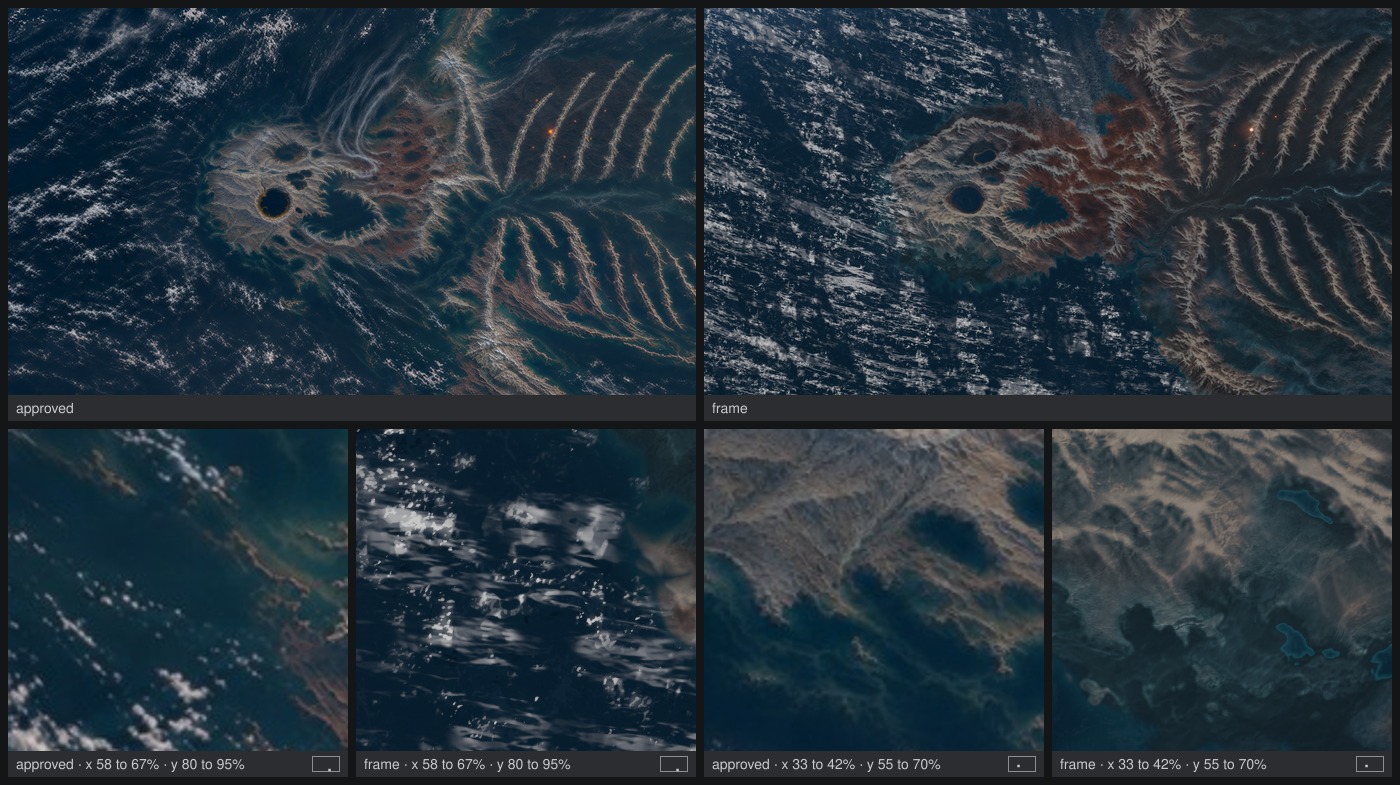 approved
frame
approved · x 58 to 67% · y 80 to 95%
frame · x 58 to 67% · y 80 to 95%
approved · x 33 to 42% · y 55 to 70%
frame · x 33 to 42% · y 55 to 70%